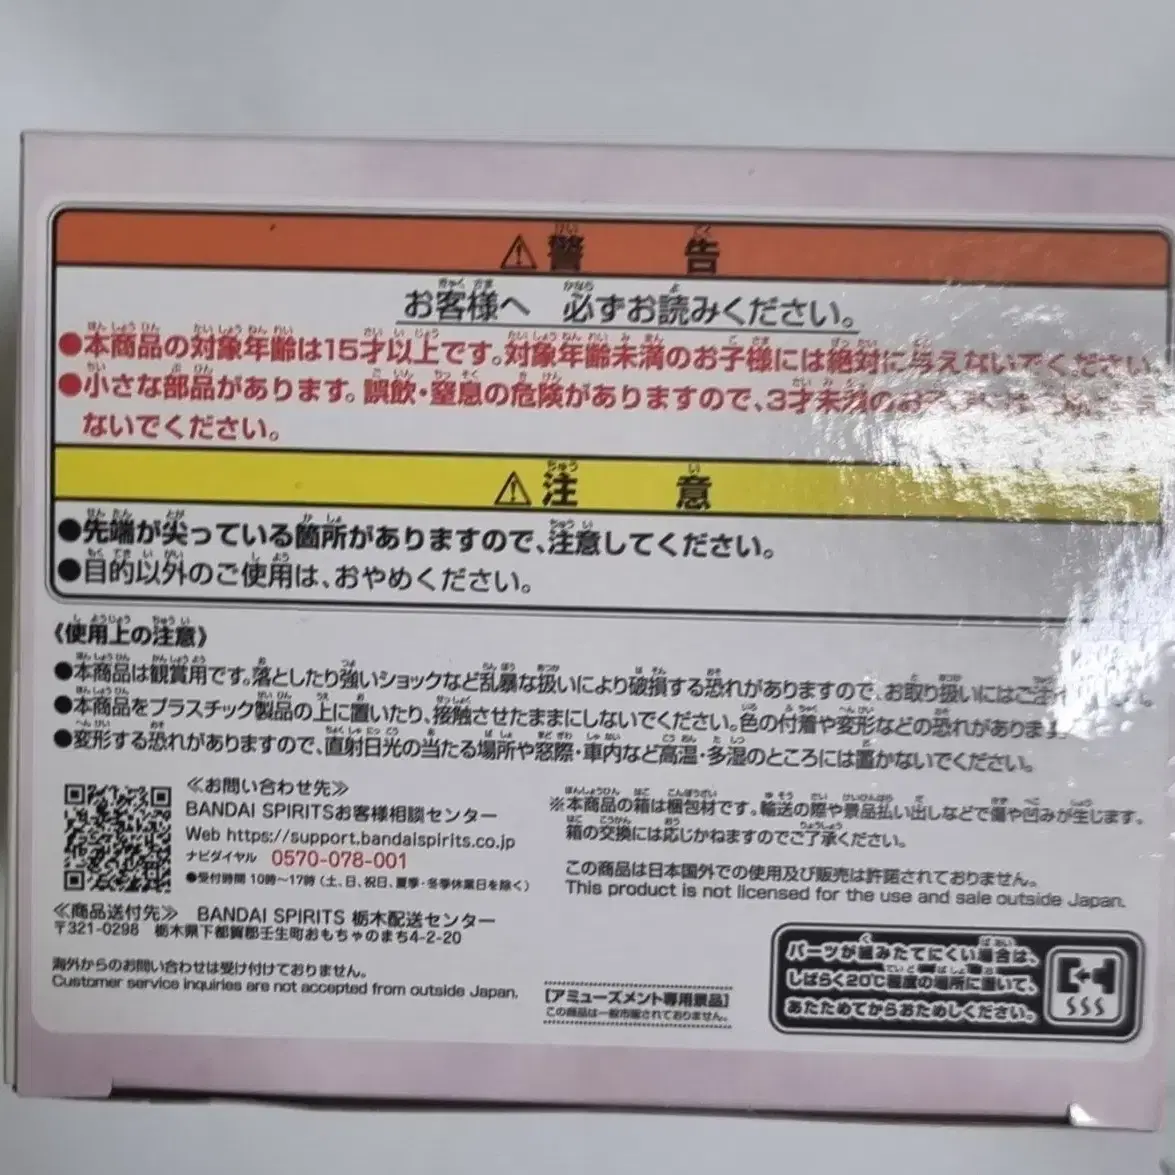 ⚠警告
お客様へ 必ずお読みください。
●本商品の対象年齢は15才以上です。対象年齢未満のお子様には絶対に与えないでください。
●小さな部品があります。誤飲・窒息の危険がありますので、3才未満のお
ないでください。
⚠注意
●先端が尖っている箇所がありますので、注意してください。
●目的以外のご使用は、おやめください。
《使用上の注意》
●本商品は観賞用です。落としたり強いショックなど乱暴な扱いにより破損する恐れがありますので、お取り扱いにはご注
●本商品をプラスチック製品の上に置いたり、接触させたままにしないでください。色の付着や変形などの恐れがあります。
●変形する恐れがありますので、直射日光の当たる場所や窓際・車内など高温・多湿のところには置かないでください。
≪お問い合わせ先≫
BANDAI SPIRITSお客様相談センター
Web https://support.bandaispirits.co.jp
ナビダイヤル 0570-078-001
●受付時間 10時〜17時 (土、日、祝日、夏季・冬季休業日を除く)
≪商品送付先≫ BANDAI SPIRITS 栃木配送センター
〒321-0298 栃木県下都賀郡壬生町おもちゃのまち4-2-20
海外からのお問い合わせは受け付けておりません。
Customer service inquiries are not accepted from outside Japan.
※本商品の箱は梱包材です。輸送の際や景品払い出しなどで傷や凹みが生じます。
箱の交換には応じかねますのでご了承ください。
この商品は日本国外での使用及び販売は許諾されておりません。
This product is not licensed for the use and sale outside Japan.
[アミューズメント専用景品]
この商品は一般市販されておりません。
パーツが組みたてにくい場合は、
しばらく20℃程度の場所に置いて、
あたためてからおためしください。